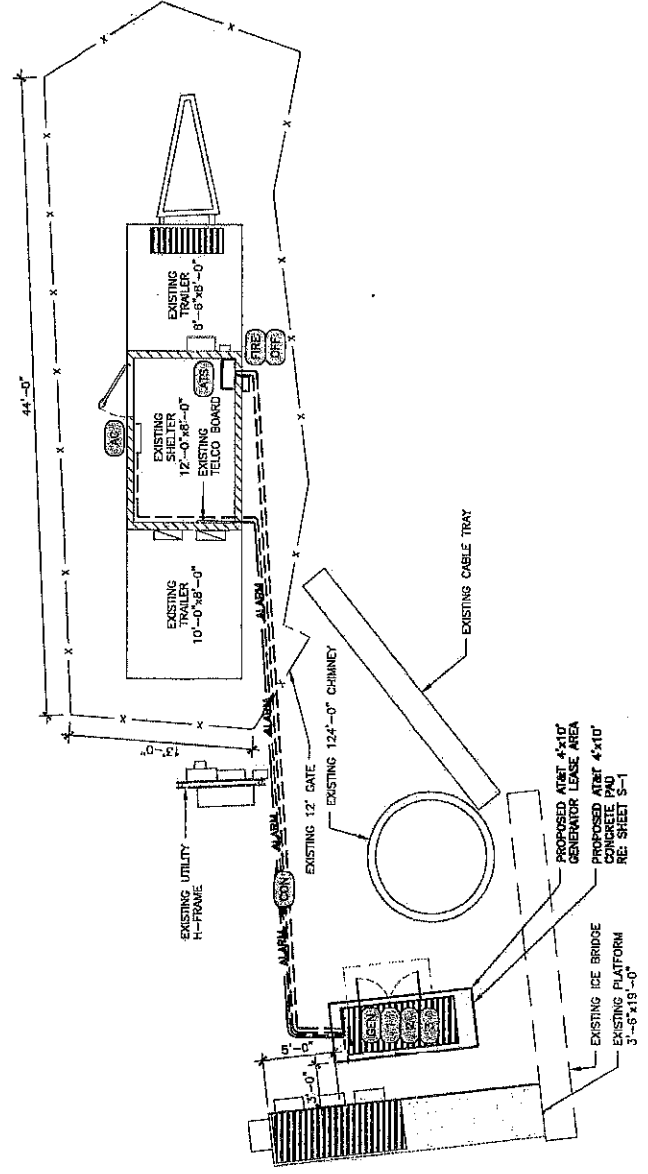 44'-0"
EXISTING
TRAILER
8'-6"x8'-0"
FIRE
OFF
AC
ATS
EXISTING
SHELTER
12'-0"x8'-0"
EXISTING
TELCO BOARD
EXISTING
TRAILER
10'-0"x8'-0"
ALARM
ALARM
ALARM
ALARM
13'-0"
EXISTING UTILITY
H-FRAME
CON
EXISTING 12' GATE
EXISTING 124'-0" CHIMNEY
EXISTING CABLE TRAY
PROPOSED AT&T 4'x10'
GENERATOR LEASE AREA
PROPOSED AT&T 4'x10'
CONCRETE PAD
RE: SHEET S-1
GEN
5'-0"
3'-0"
EXISTING ICE BRIDGE
EXISTING PLATFORM
3'-6"x19'-0"